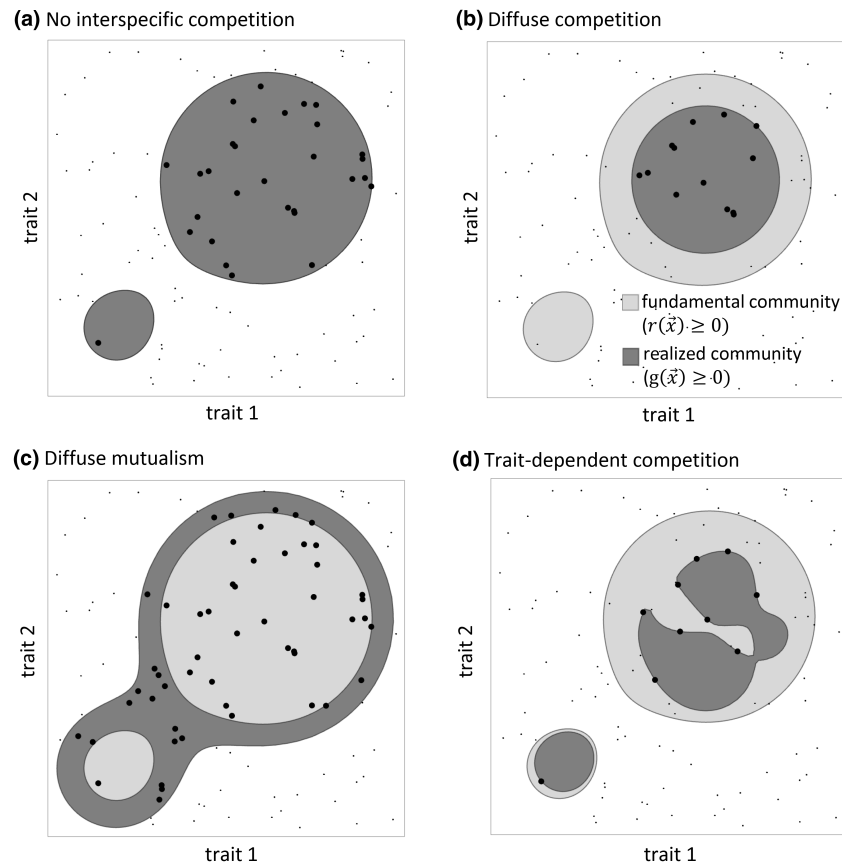 (a) No interspecific competition
(b) Diffuse competition
trait 2
trait 2
fundamental community
(r(x⃗) ≥ 0)
realized community
(g(x⃗) ≥ 0)
trait 1
trait 1
(c) Diffuse mutualism
(d) Trait-dependent competition
trait 2
trait 2
trait 1
trait 1